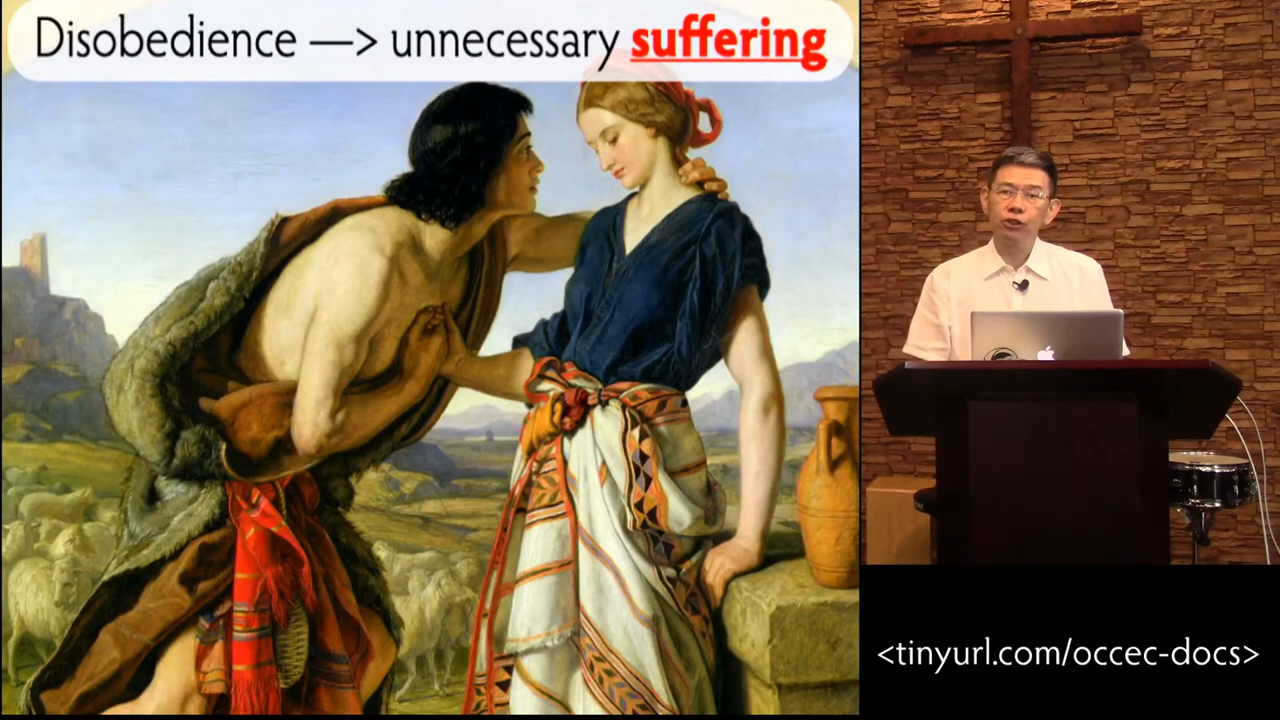 Disobedience —> unnecessary suffering
<tinyurl.com/occec-docs>